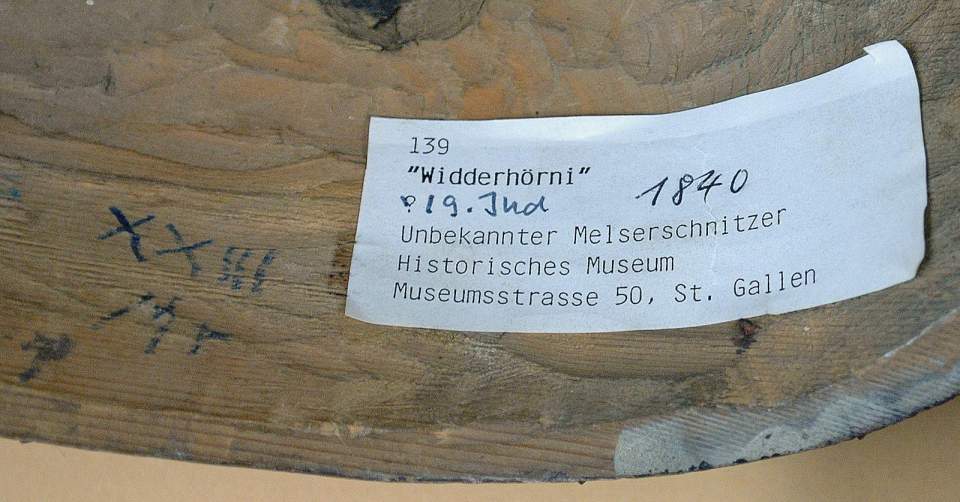 139
"Widderhörni"
? 19. Jhd 1840
Unbekannter Melserschnitzer
Historisches Museum
Museumsstrasse 50, St. Gallen
XXIII